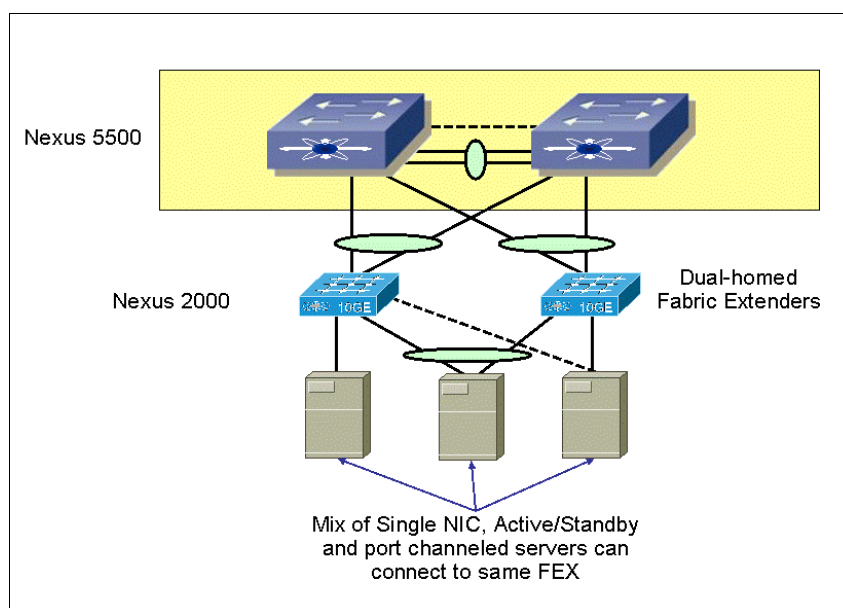 Nexus 5500
Nexus 2000
10GE
10GE
Dual-homed
Fabric Extenders
Mix of Single NIC, Active/Standby
and port channeled servers can
connect to same FEX